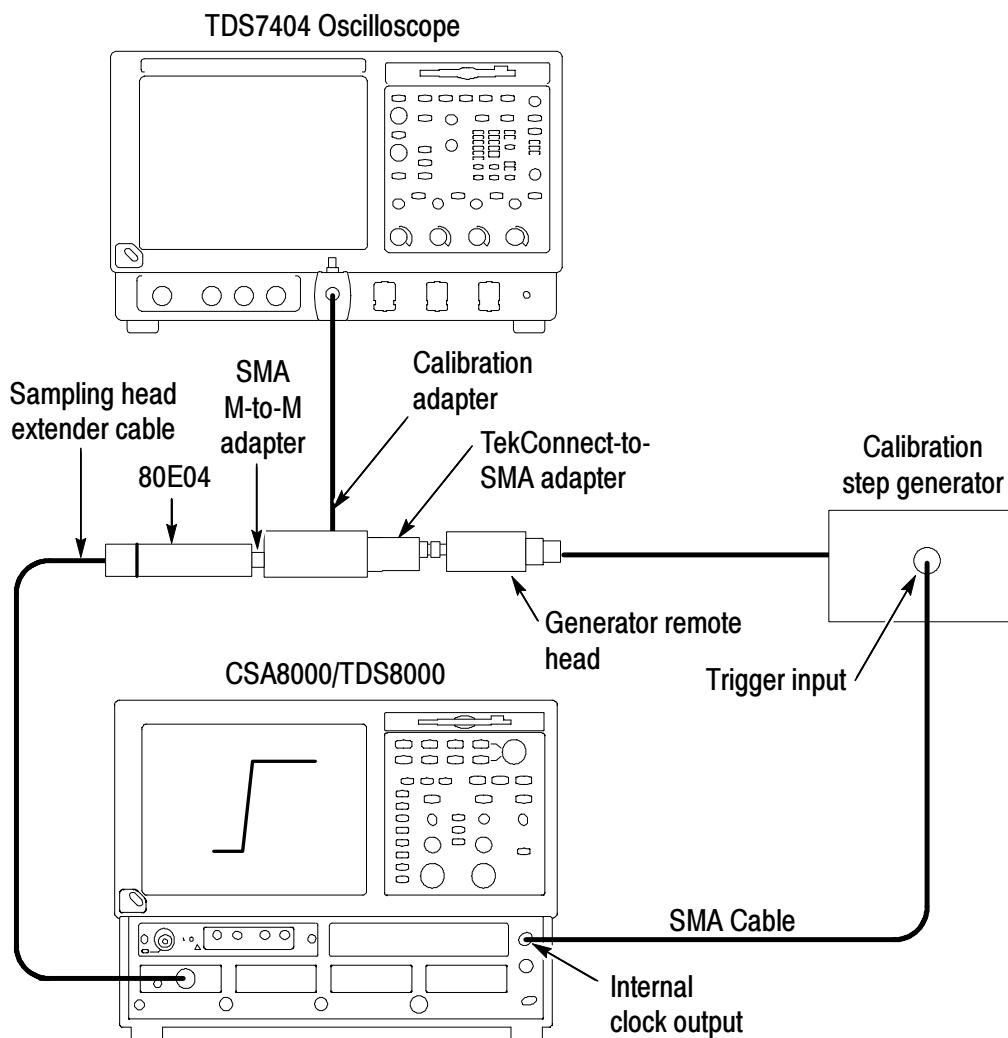 TDS7404 Oscilloscope
Calibration
adapter
SMA
M-to-M
adapter
Sampling head
extender cable
80E04
TekConnect-to-
SMA adapter
Calibration
step generator
Generator remote
head
Trigger input
CSA8000/TDS8000
SMA Cable
Internal
clock output